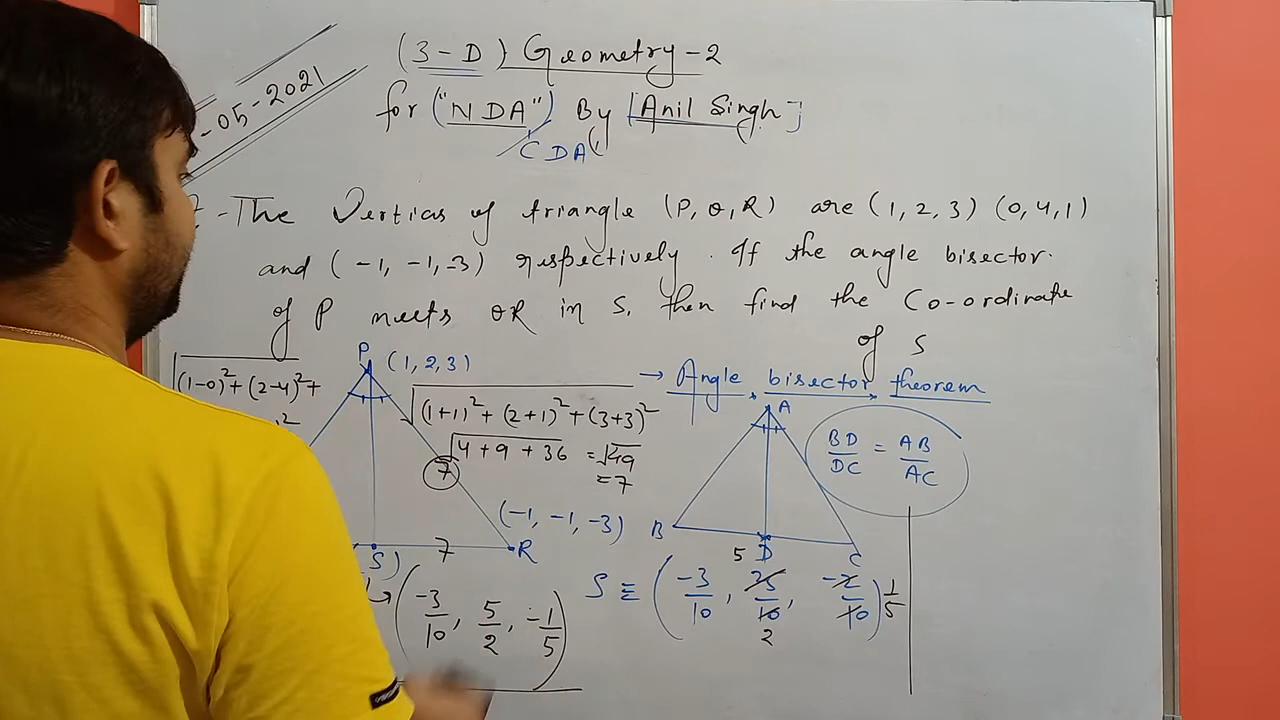 (3-D) Geometry-2
-05-2021
for ("NDA") By [Anil Singh]
CDA
-The Verticas of triangle (P, Q, R) are (1, 2, 3) (0, 4, 1)
and (-1, -1, -3) respectively. If the angle bisector.
of P meets QR in S, then find the Co-ordinate
of S
√(1-0)²+(2-4)²+
P (1, 2, 3)
√(1+1)²+(2+1)²+(3+3)²
√4+9+36 =√49
=7
7
(-1, -1, -3)
S)
7
R
(-3/10, 5/2, -1/5)
→ Angle bisector theorem
A
BD/DC = AB/AC
B
D
C
S ≡ (-3/10, 25/10, -2/10)
5
2
1/5